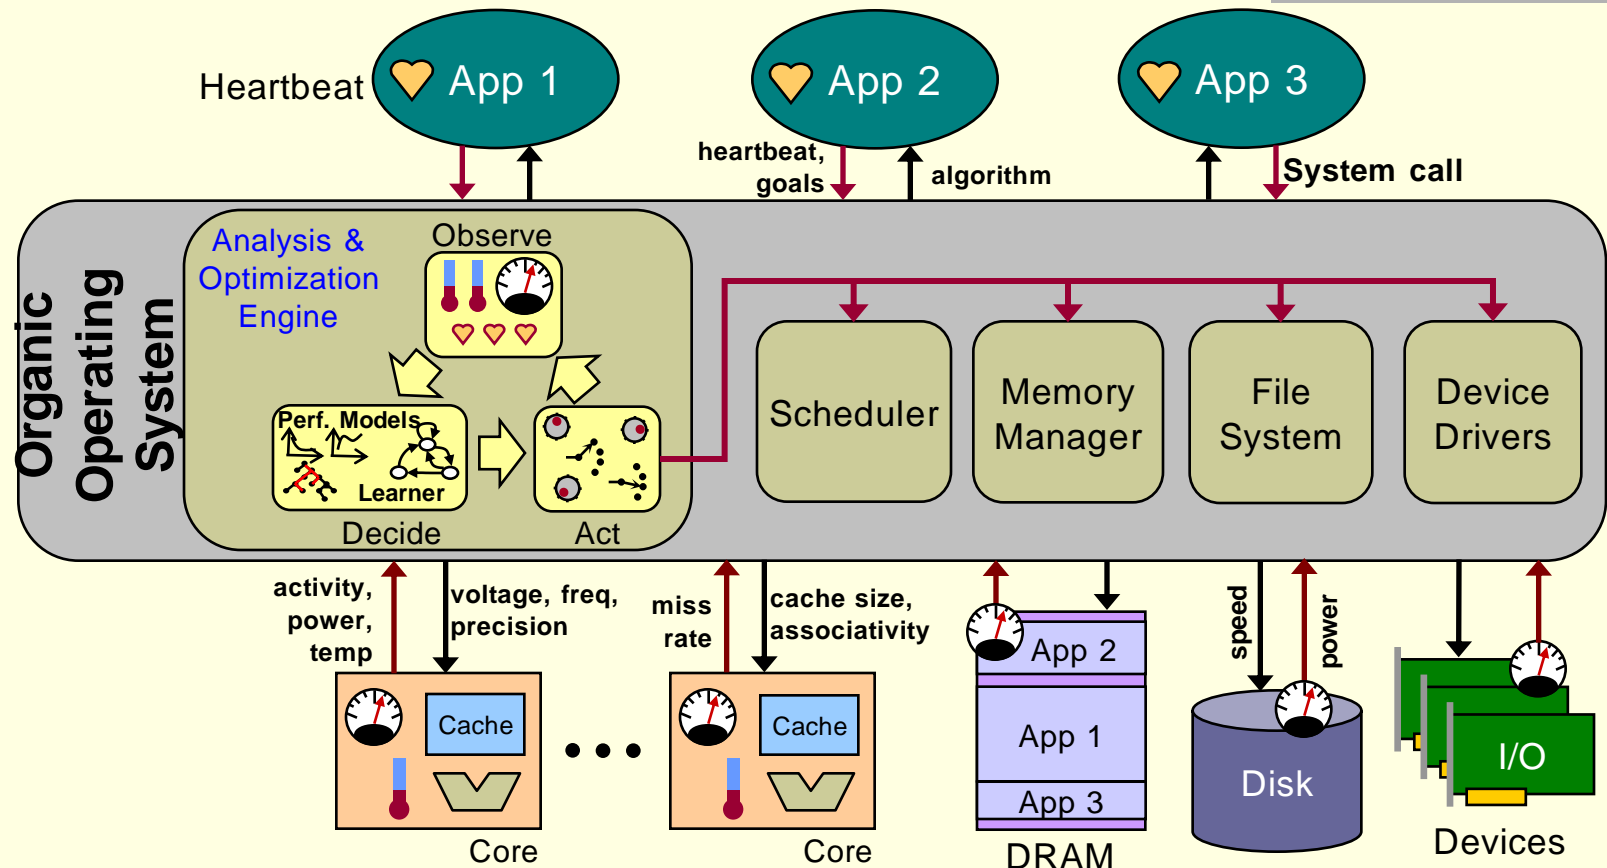 Heartbeat
App 1
App 2
App 3
heartbeat,
goals
algorithm
System call
Organic
Operating
System
Analysis &
Optimization
Engine
Observe
Perf. Models
Learner
Decide
Act
Scheduler
Memory
Manager
File
System
Device
Drivers
activity,
power,
temp
voltage, freq,
precision
miss
rate
cache size,
associativity
speed
power
Cache
Core
Cache
Core
App 2
App 1
App 3
DRAM
Disk
I/O
Devices